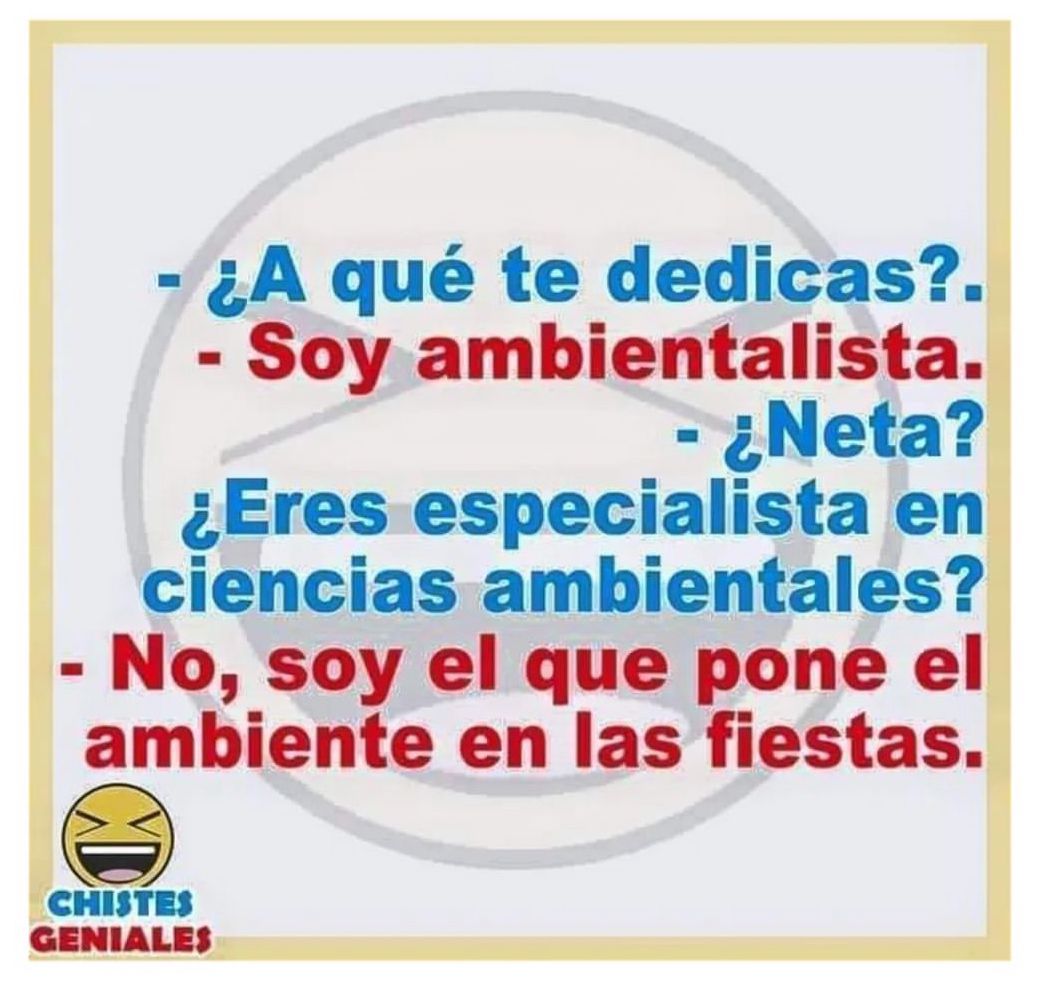 - ¿A qué te dedicas?.
- Soy ambientalista.
- ¿Neta?
¿Eres especialista en
ciencias ambientales?
- No, soy el que pone el
ambiente en las fiestas.
CHISTES
GENIALES